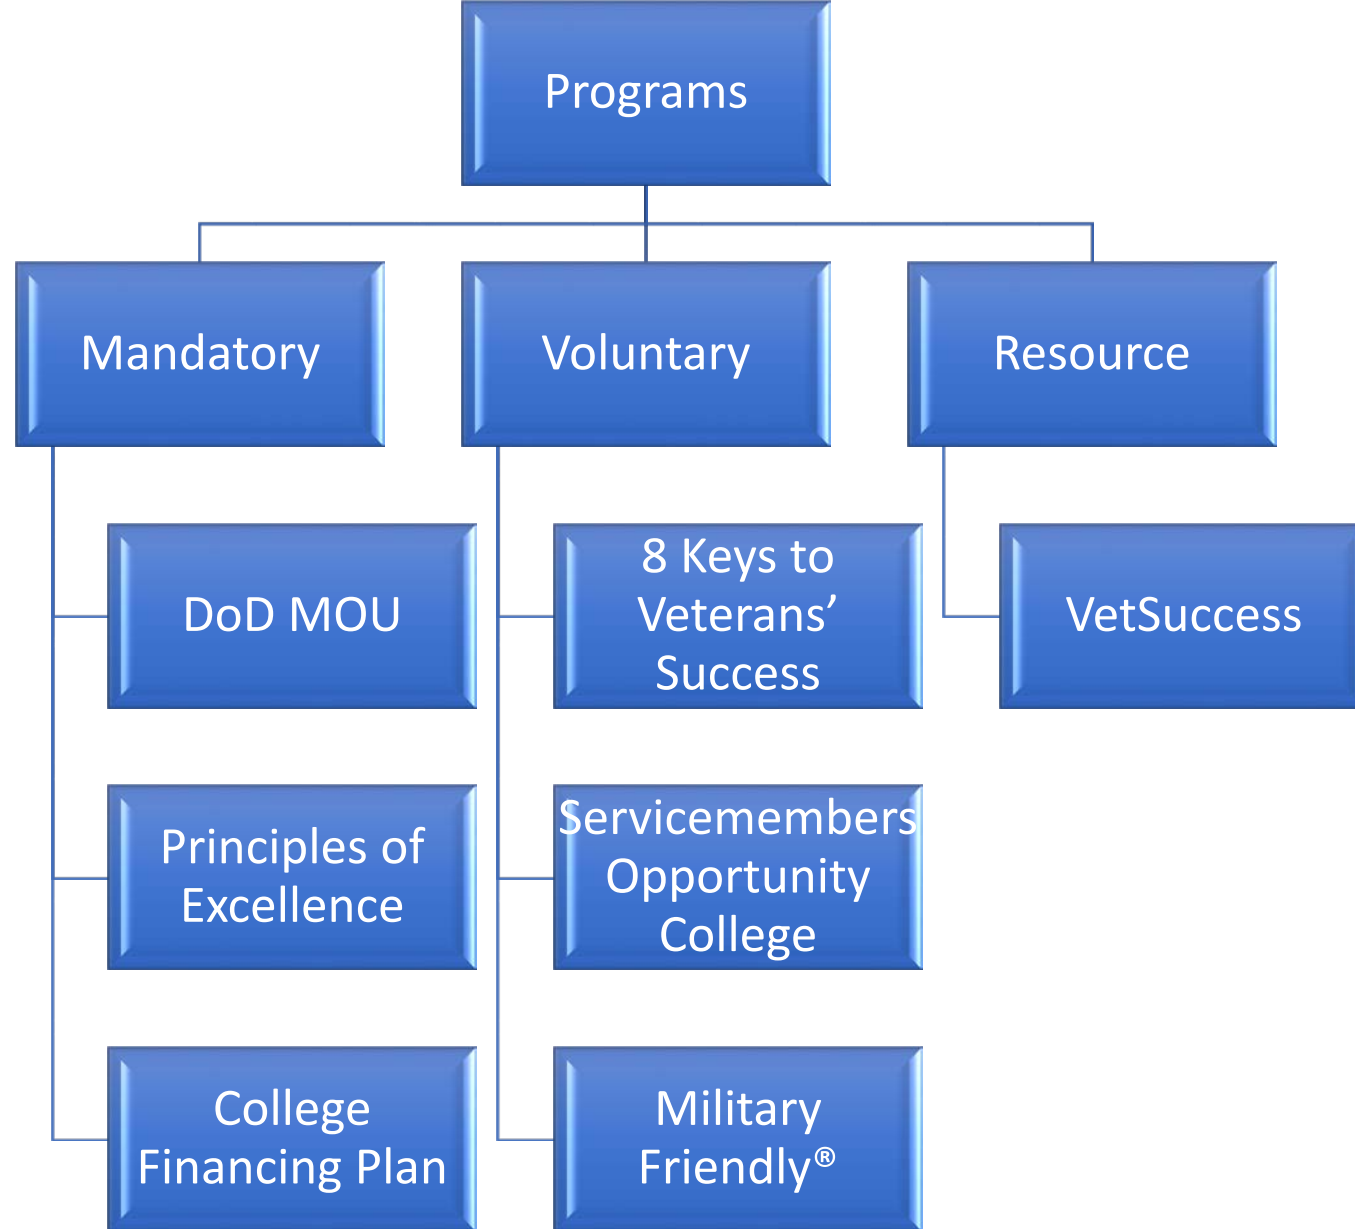 Programs
Mandatory
Voluntary
Resource
DoD MOU
Principles of
Excellence
College
Financing Plan
8 Keys to
Veterans’
Success
Servicemembers
Opportunity
College
Military
Friendly®
VetSuccess